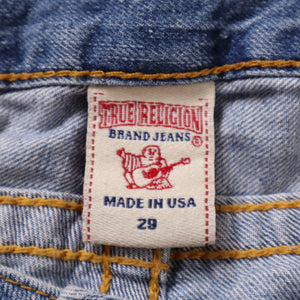 TRUE RELIGION
®
BRAND JEANS
MADE IN USA
29